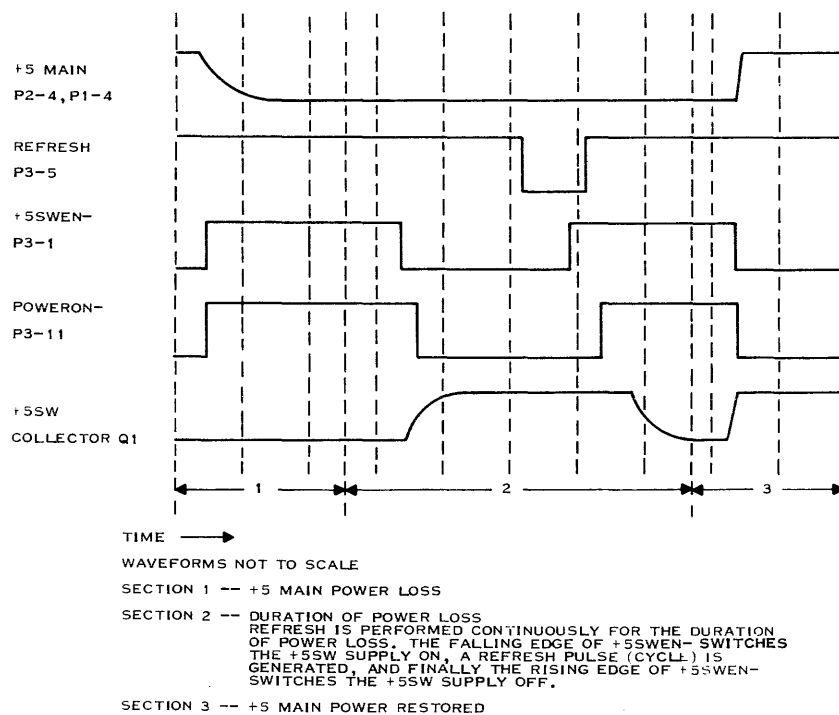 +5 MAIN
P2-4, P1-4
REFRESH
P3-5
+5SWEN-
P3-1
POWERON-
P3-11
+5SW
COLLECTOR Q1
1
2
3
TIME
WAVEFORMS NOT TO SCALE
SECTION 1 -- +5 MAIN POWER LOSS
SECTION 2 -- DURATION OF POWER LOSS
REFRESH IS PERFORMED CONTINUOUSLY FOR THE DURATION
OF POWER LOSS. THE FALLING EDGE OF +5SWEN- SWITCHES
THE +5SW SUPPLY ON, A REFRESH PULSE (CYCLE) IS
GENERATED, AND FINALLY THE RISING EDGE OF +5SWEN-
SWITCHES THE +5SW SUPPLY OFF.
SECTION 3 -- +5 MAIN POWER RESTORED